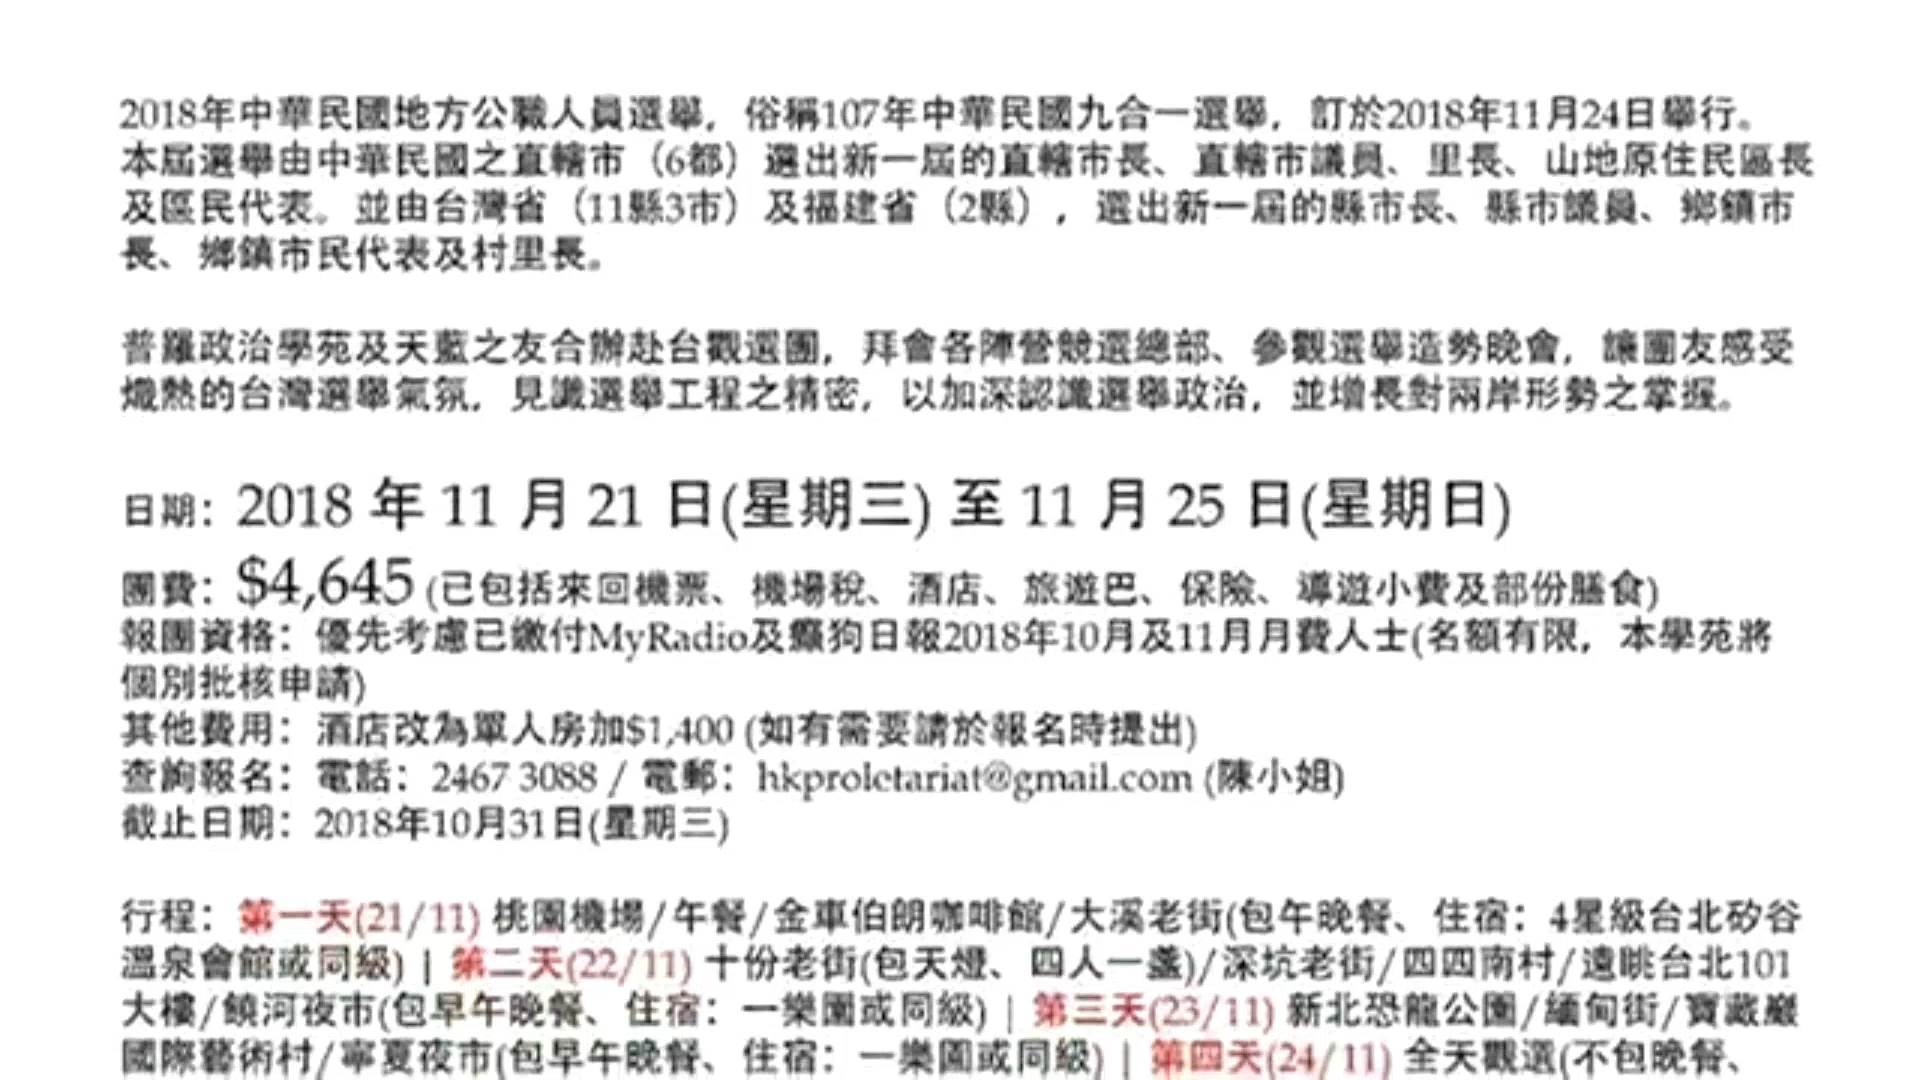 2018年中華民國地方公職人員選舉，俗稱107年中華民國九合一選舉，訂於2018年11月24日舉行。
本屆選舉由中華民國之直轄市（6都）選出新一屆的直轄市長、直轄市議員、里長、山地原住民區長
及區民代表。並由台灣省（11縣3市）及福建省（2縣），選出新一屆的縣市長、縣市議員、鄉鎮市
長、鄉鎮市民代表及村里長。
普羅政治學苑及天藍之友合辦赴台觀選團，拜會各陣營競選總部、參觀選舉造勢晚會，讓團友感受
熾熱的台灣選舉氣氛，見識選舉工程之精密，以加深認識選舉政治，並增長對兩岸形勢之掌握。
日期：2018 年 11 月 21 日(星期三) 至 11 月 25 日(星期日)
團費：$4,645 (已包括來回機票、機場稅、酒店、旅遊巴、保險、導遊小費及部份膳食)
報團資格：優先考慮已繳付MyRadio及癲狗日報2018年10月及11月月費人士(名額有限，本學苑將
個別批核申請)
其他費用：酒店改為單人房加$1,400 (如有需要請於報名時提出)
查詢報名：電話：2467 3088 / 電郵：hkproletariat@gmail.com (陳小姐)
截止日期：2018年10月31日(星期三)
行程：第一天(21/11) 桃園機場/午餐/金車伯朗咖啡館/大溪老街(包午晚餐、住宿：4星級台北矽谷
溫泉會館或同級) | 第二天(22/11) 十份老街(包天燈、四人一盞)/深坑老街/四四南村/遠眺台北101
大樓/饒河夜市(包早午晚餐、住宿：一樂園或同級) | 第三天(23/11) 新北恐龍公園/緬甸街/寶藏巖
國際藝術村/寧夏夜市(包早午晚餐、住宿：一樂園或同級) | 第四天(24/11) 全天觀選(不包晚餐、